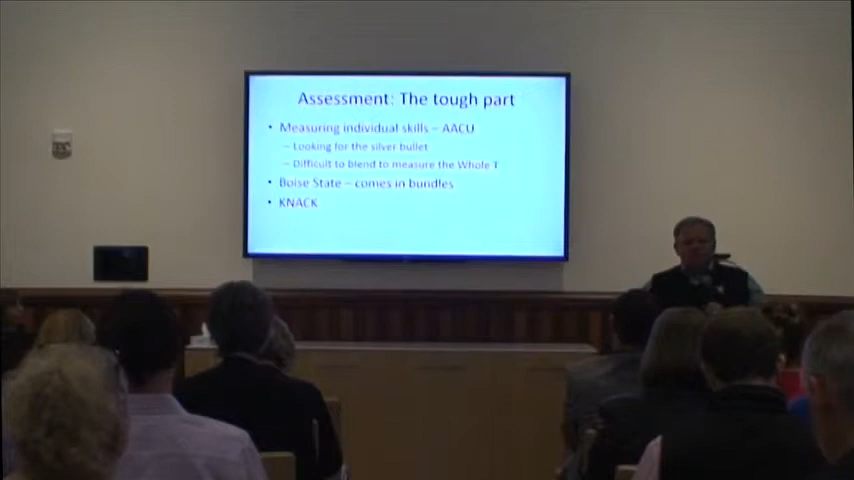 Assessment: The tough part
• Measuring individual skills – AACU
– Looking for the silver bullet
– Difficult to blend to measure the Whole T
• Boise State – comes in bundles
• KNACK